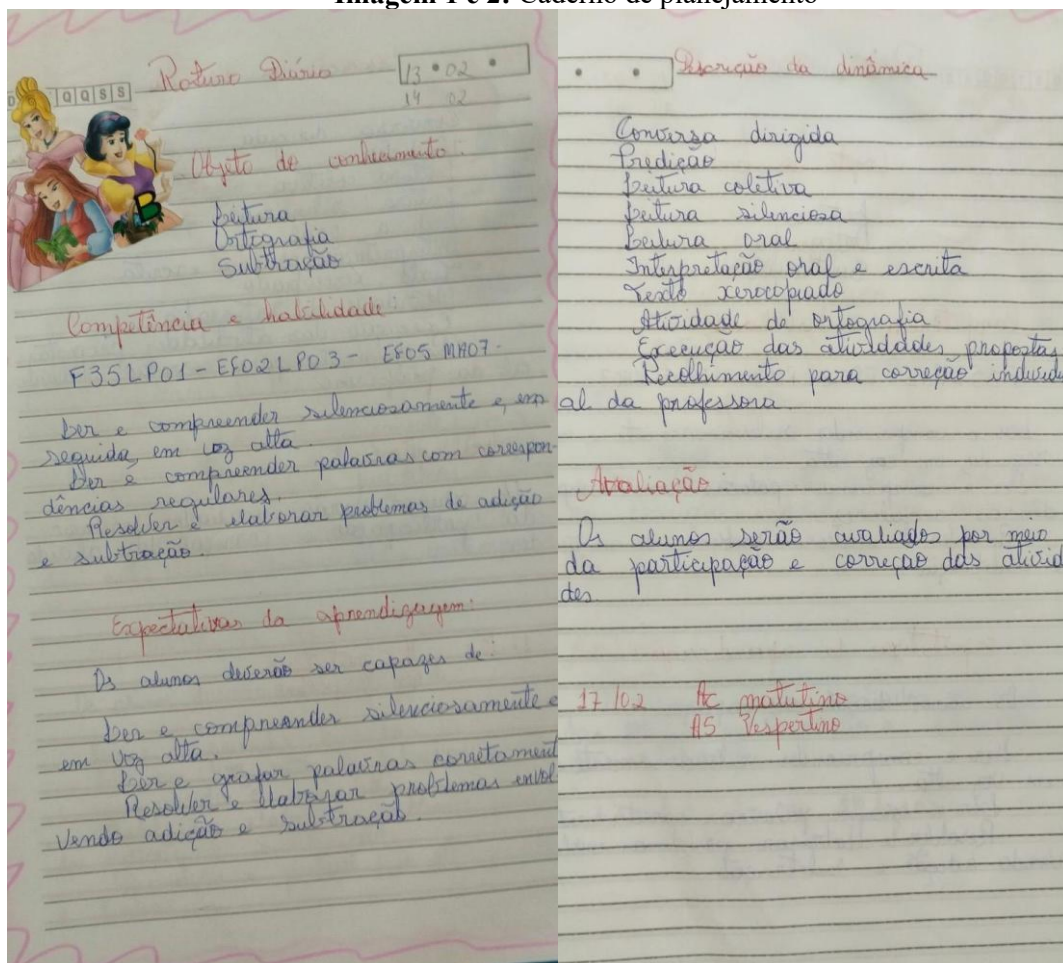 Imagem 1 e 2: Caderno de planejamento
Q Q S S
Roturo Diário
13 • 02 •
14 02
Objeto de conhecimento:
Leitura
Ortografia
Subtração
Competência e habilidade:
F35LP01 - EF02LP03 - EF05 MA07.
Ler e compreender silenciosamente e, em
seguida, em voz alta.
Ler e compreender palavras com correspon-
dências regulares.
Resolver e elaborar problemas de adição
e subtração.
Expectativas da aprendizagem:
Os alunos deverão ser capazes de:
Ler e compreender silenciosamente e
em voz alta.
Ler e grafar palavras corretament
Resolver e elaborar problemas envol
vendo adição e subtração.
• •
Descrição da dinâmica
Conversa dirigida
Predição
Leitura coletiva
Leitura silenciosa
Leitura oral
Interpretação oral e escrita
Texto xerocopiado
Atividade de ortografia
Execução das atividades propostas
Recolhimento para correção individu
al da professora.
Avaliação:
Os alunos serão avaliados por meio
da participação e correção das ativida
des
17/02 Ac matutino
AS Vespertino